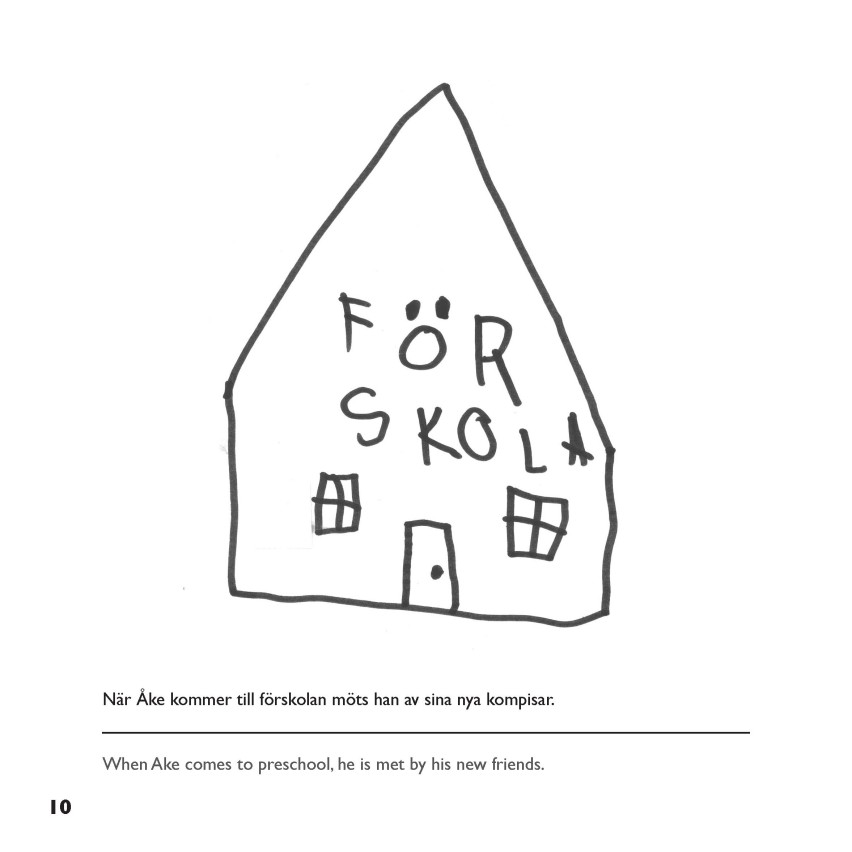 FÖR
SKOLA
När Åke kommer till förskolan möts han av sina nya kompisar.
When Ake comes to preschool, he is met by his new friends.
10